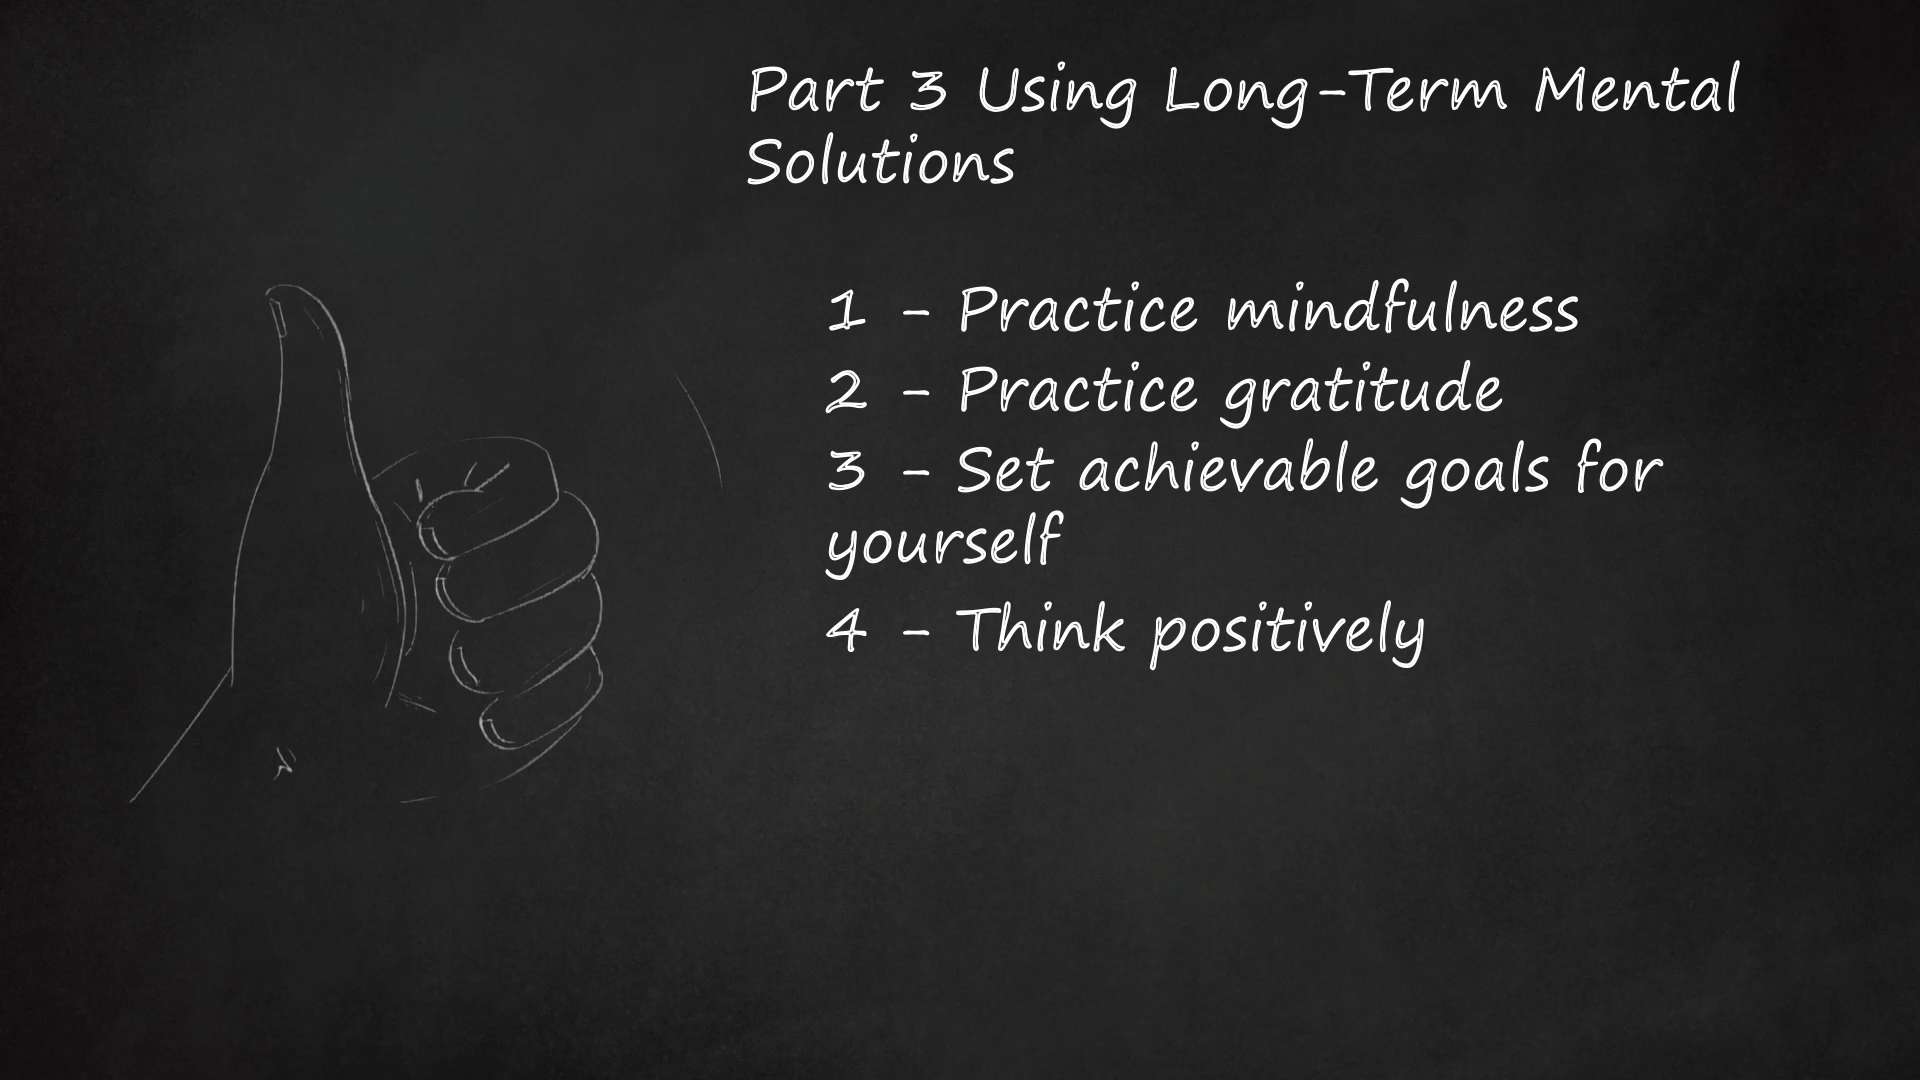 Part 3 Using Long-Term Mental
Solutions
1 - Practice mindfulness
2 - Practice gratitude
3 - Set achievable goals for
yourself
4 - Think positively